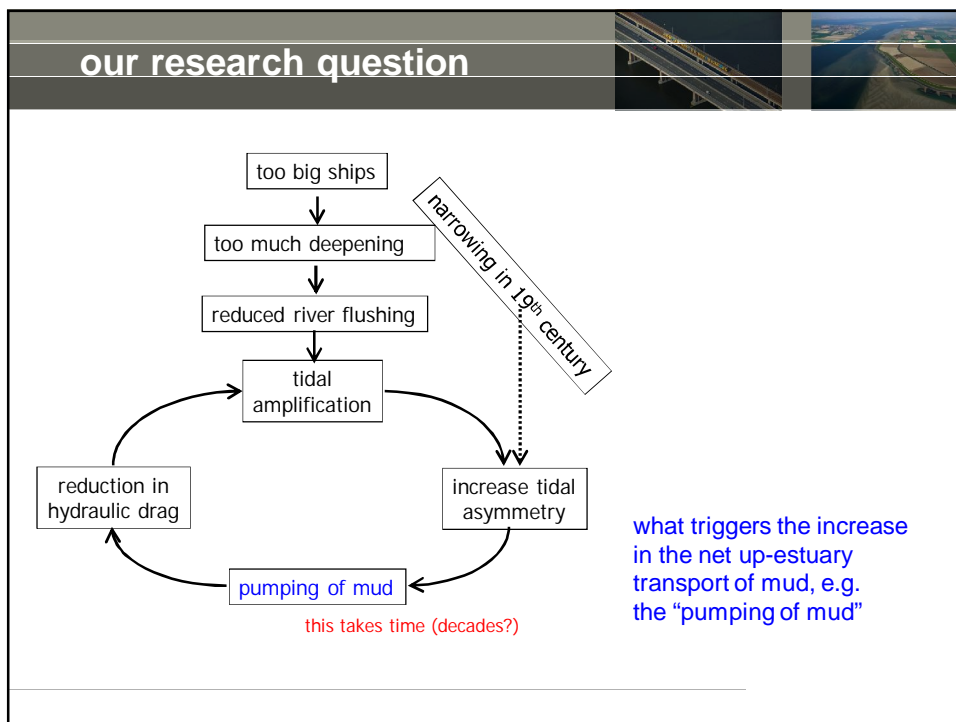 our research question
too big ships
too much deepening
narrowing in 19th century
reduced river flushing
tidal
amplification
reduction in
hydraulic drag
increase tidal
asymmetry
pumping of mud
this takes time (decades?)
what triggers the increase
in the net up-estuary
transport of mud, e.g.
the “pumping of mud”